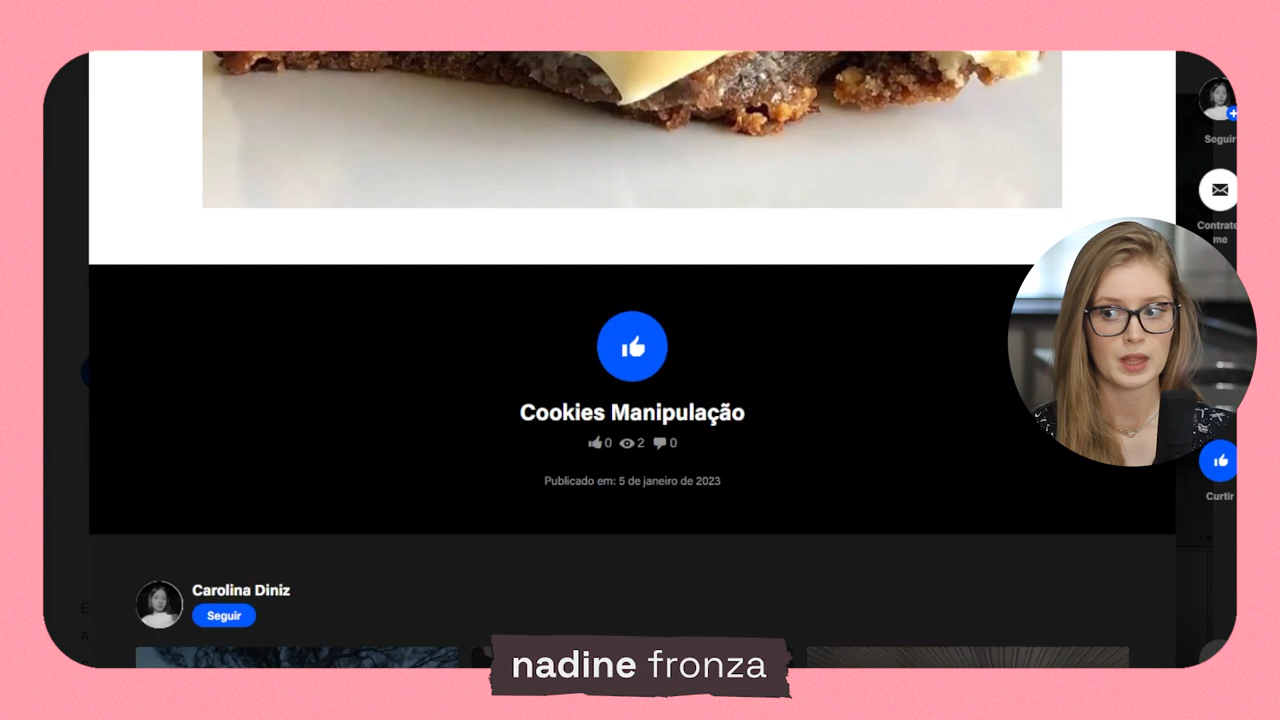 Seguir
Contrate-
me
Cookies Manipulação
0 2 0
Publicado em: 5 de janeiro de 2023
Curtir
Carolina Diniz
Seguir
nadine fronza